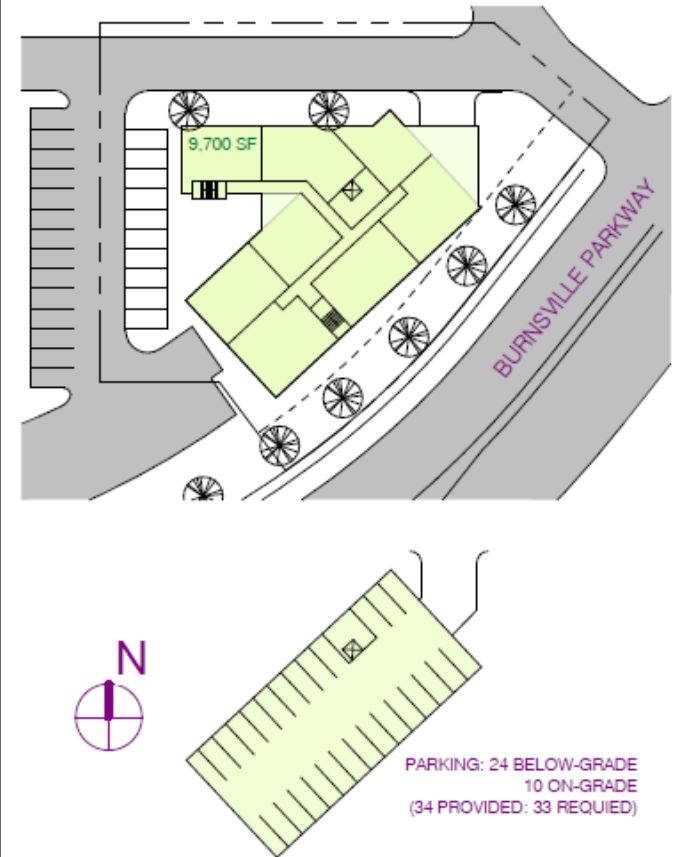 9,700 SF
BURNSVILLE PARKWAY
N
PARKING: 24 BELOW-GRADE
10 ON-GRADE
(34 PROVIDED: 33 REQUIED)